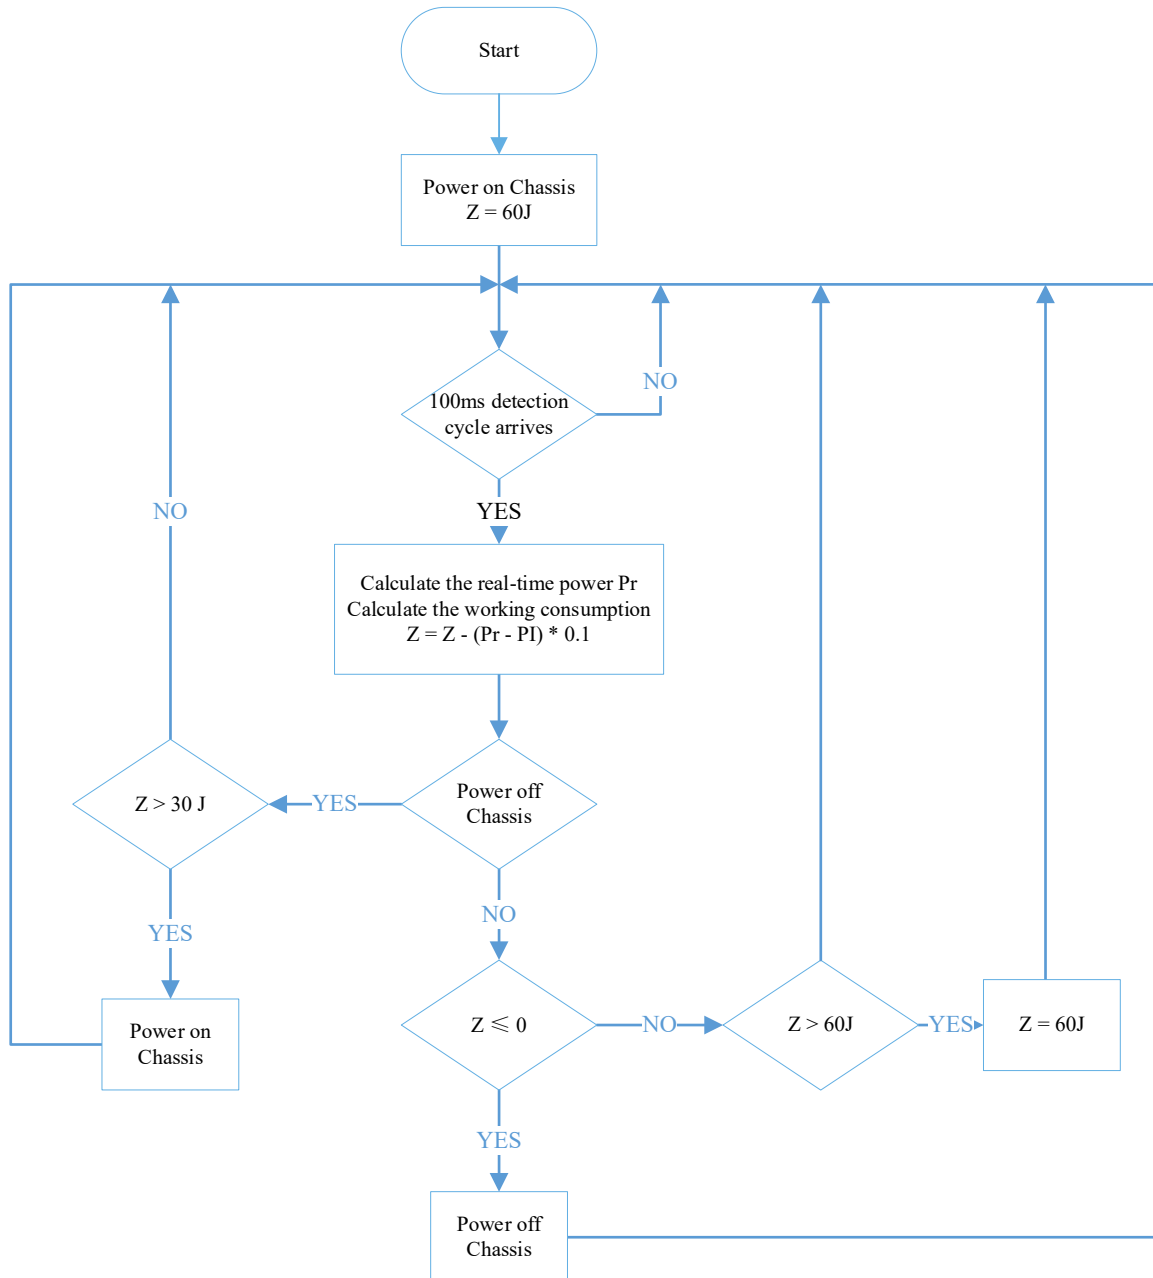 Start
Power on Chassis
Z = 60J
100ms detection
cycle arrives
NO
YES
NO
Calculate the real-time power Pr
Calculate the working consumption
Z = Z - (Pr - PI) * 0.1
Z > 30 J
YES
Power off
Chassis
NO
YES
Power on
Chassis
Z ⩽ 0
NO
Z > 60J
YES
Z = 60J
YES
Power off
Chassis